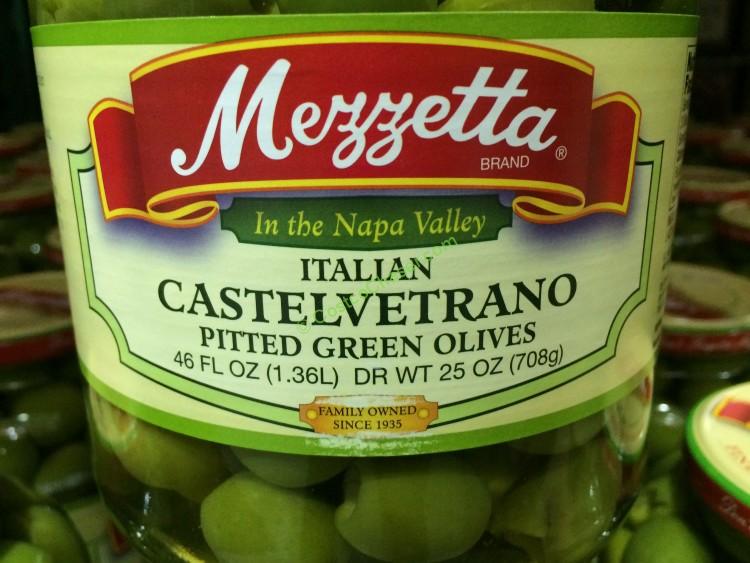 Mezzetta
BRAND ®
In the Napa Valley
ITALIAN
CASTELVETRANO
PITTED GREEN OLIVES
46 FL OZ (1.36L) DR WT 25 OZ (708g)
FAMILY OWNED
SINCE 1935